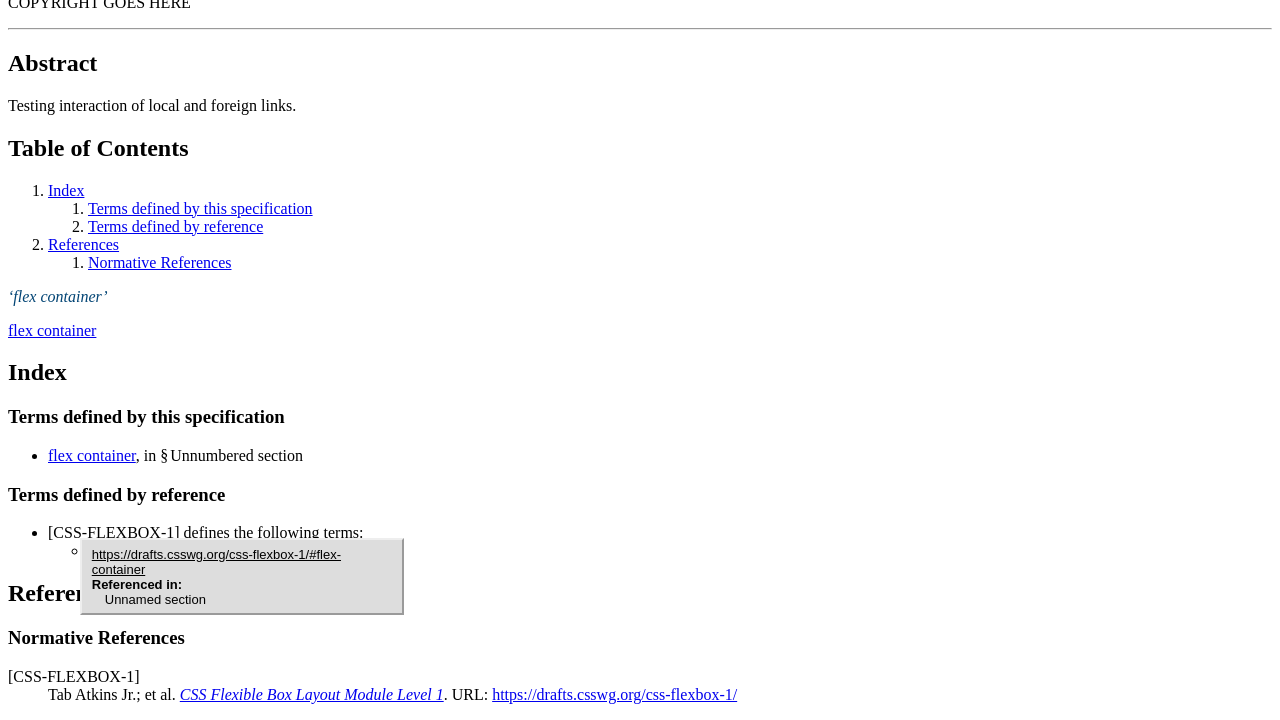 COPYRIGHT GOES HERE
Abstract
Testing interaction of local and foreign links.
Table of Contents
1. Index
1. Terms defined by this specification
2. Terms defined by reference
2. References
1. Normative References
‘flex container’
flex container
Index
Terms defined by this specification
• flex container, in § Unnumbered section
Terms defined by reference
• [CSS-FLEXBOX-1] defines the following terms:
https://drafts.csswg.org/css-flexbox-1/#flex-
container
Referenced in:
Unnamed section
Normative References
[CSS-FLEXBOX-1]
Tab Atkins Jr.; et al. CSS Flexible Box Layout Module Level 1. URL: https://drafts.csswg.org/css-flexbox-1/